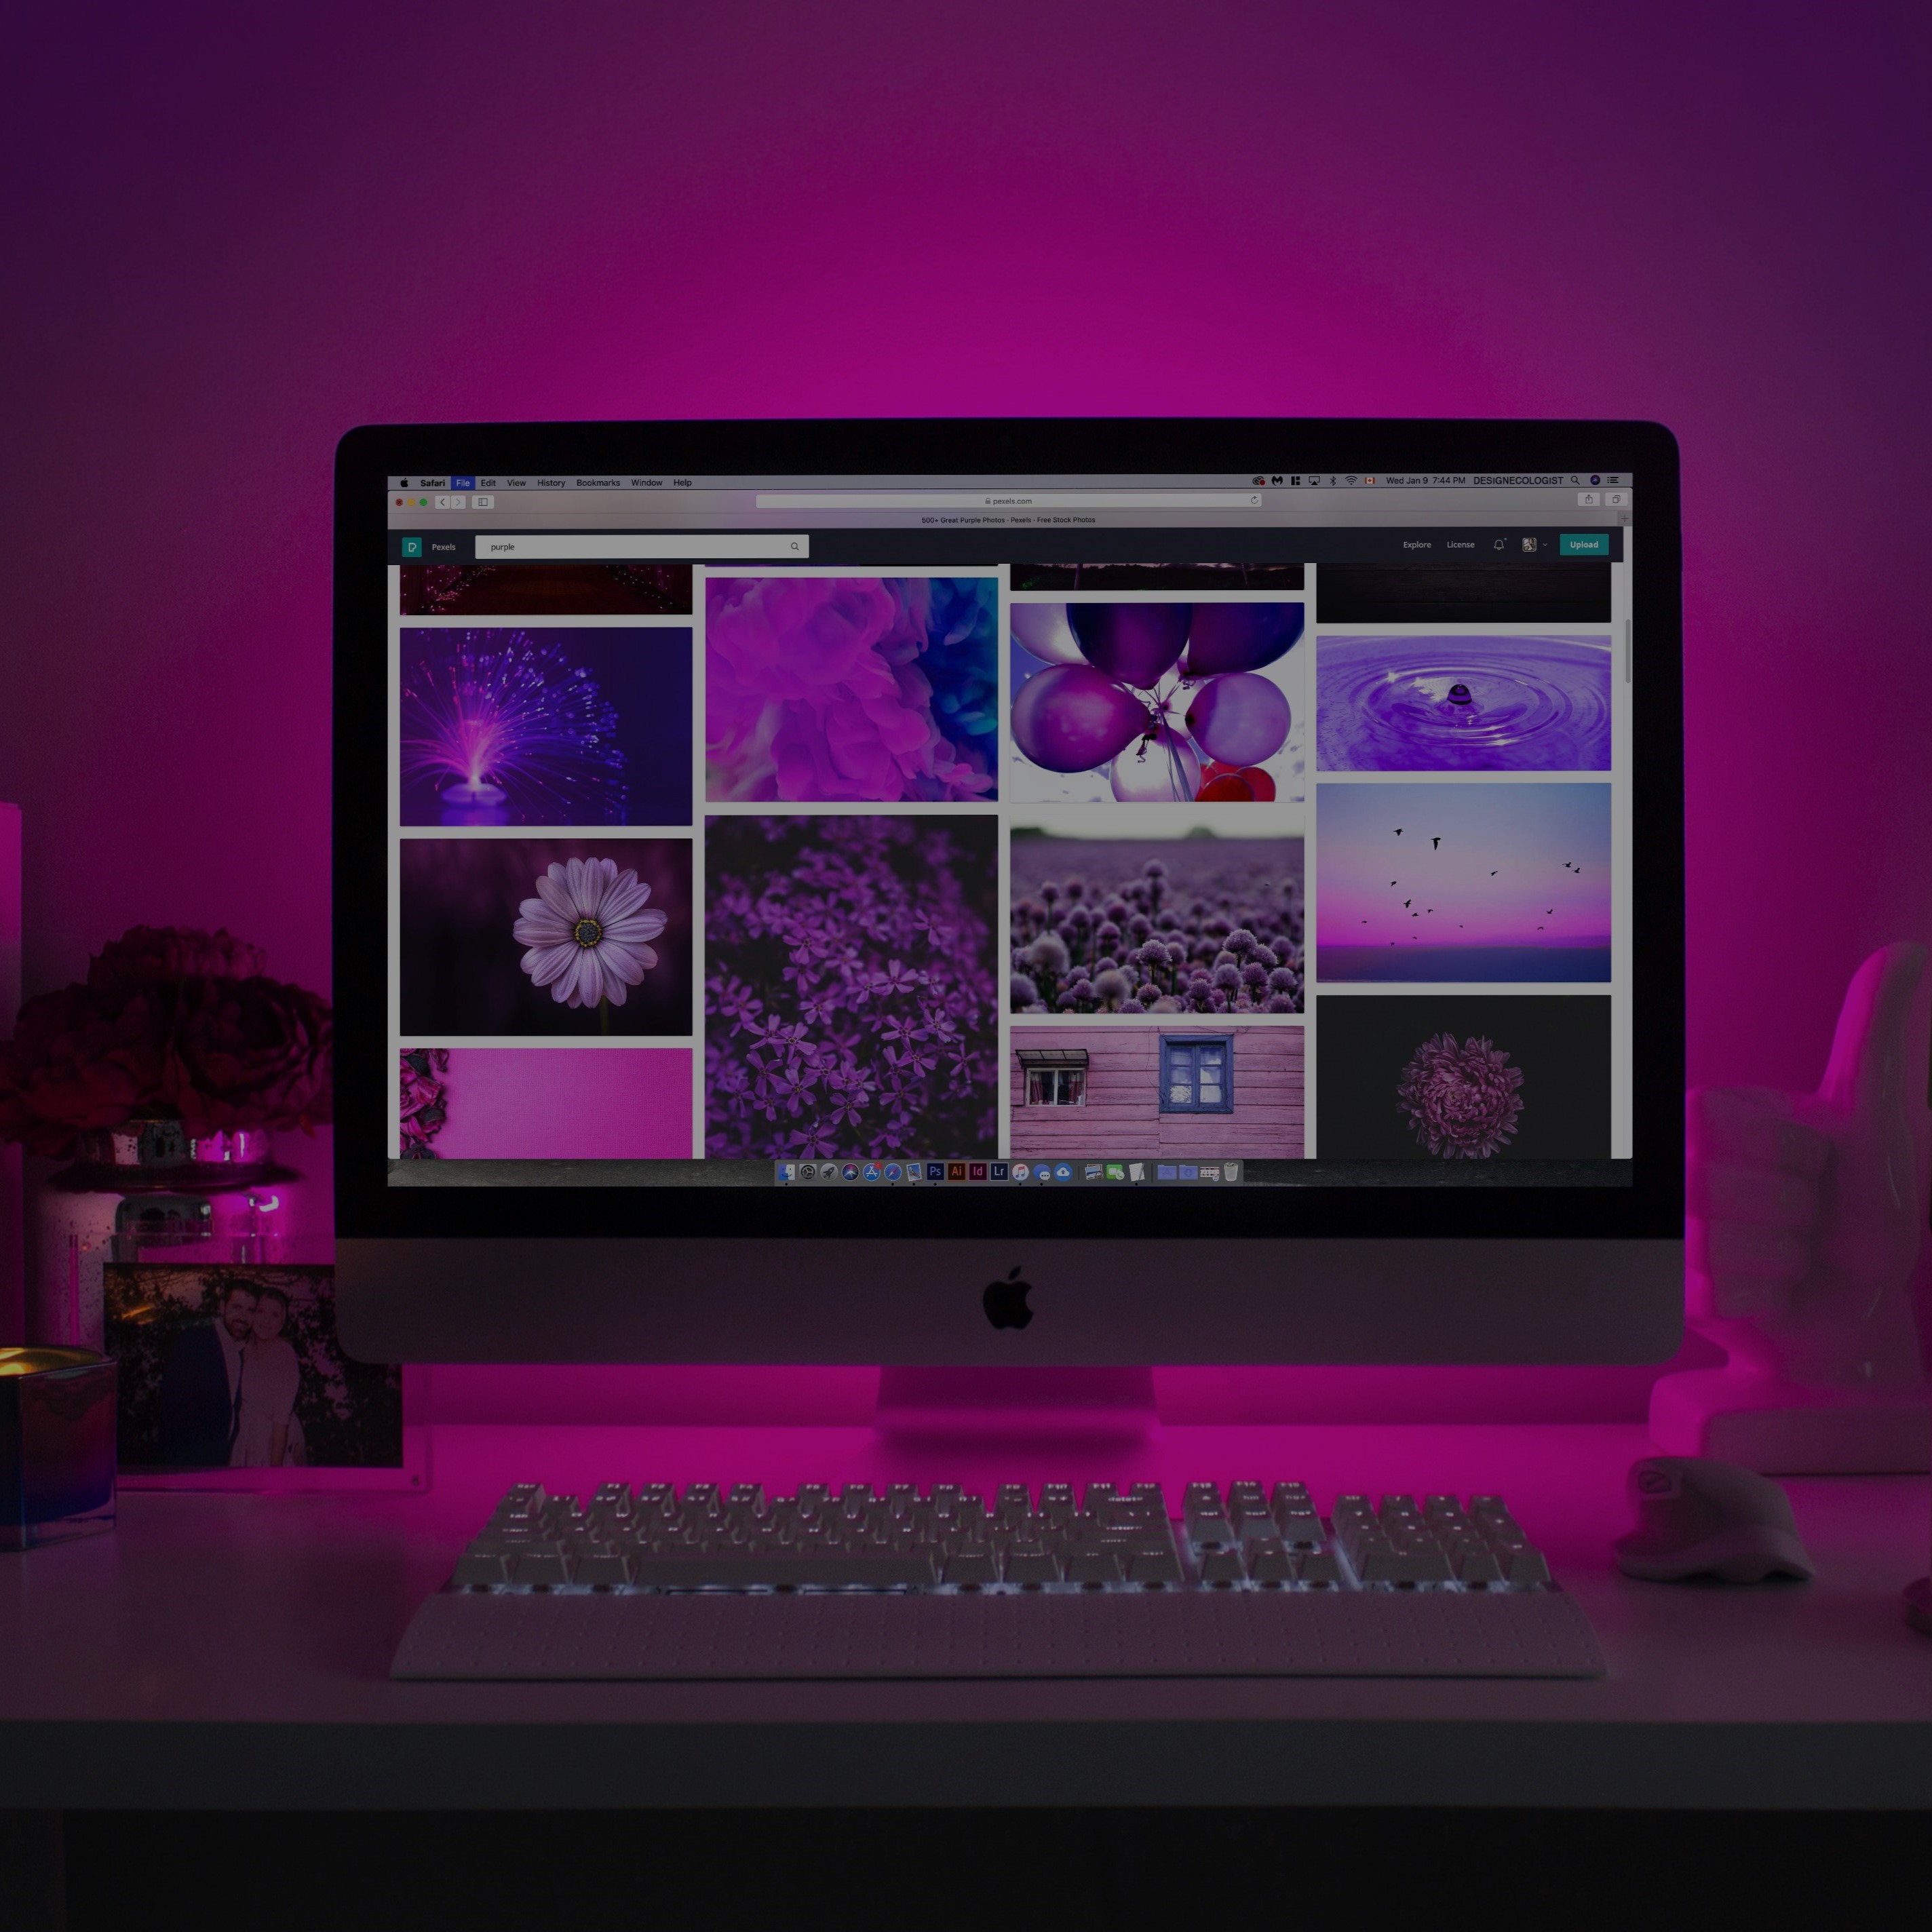 Safari File Edit View History Bookmarks Window Help
Wed Jan 9 7:44 PM DESIGNECOLOGIST
pexels.com
500+ Great Purple Photos - Pexels - Free Stock Photos
Pexels
purple
Explore License
Upload
Ps Ai Id Lr